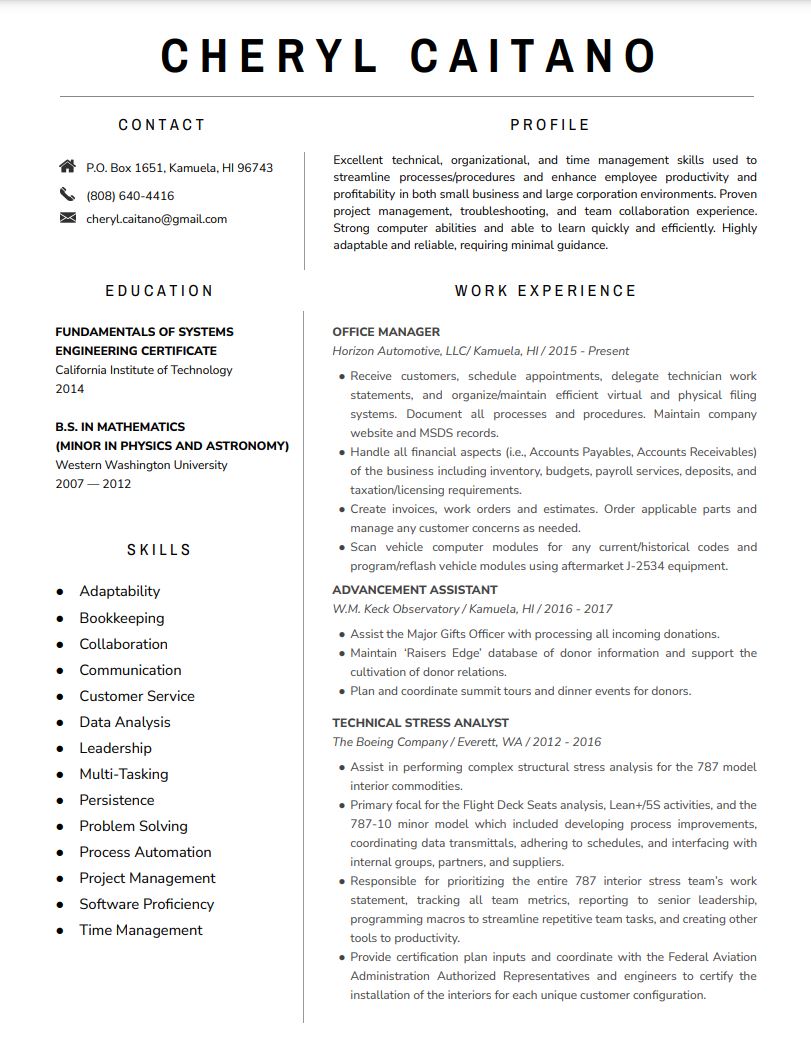 CHERYL CAITANO
CONTACT
P.O. Box 1651, Kamuela, HI 96743
(808) 640-4416
cheryl.caitano@gmail.com
PROFILE
Excellent technical, organizational, and time management skills used to
streamline processes/procedures and enhance employee productivity and
profitability in both small business and large corporation environments. Proven
project management, troubleshooting, and team collaboration experience.
Strong computer abilities and able to learn quickly and efficiently. Highly
adaptable and reliable, requiring minimal guidance.
EDUCATION
FUNDAMENTALS OF SYSTEMS
ENGINEERING CERTIFICATE
California Institute of Technology
2014
B.S. IN MATHEMATICS
(MINOR IN PHYSICS AND ASTRONOMY)
Western Washington University
2007 — 2012
SKILLS
● Adaptability
● Bookkeeping
● Collaboration
● Communication
● Customer Service
● Data Analysis
● Leadership
● Multi-Tasking
● Persistence
● Problem Solving
● Process Automation
● Project Management
● Software Proficiency
● Time Management
WORK EXPERIENCE
OFFICE MANAGER
Horizon Automotive, LLC/ Kamuela, HI / 2015 - Present
● Receive customers, schedule appointments, delegate technician work
statements, and organize/maintain efficient virtual and physical filing
systems. Document all processes and procedures. Maintain company
website and MSDS records.
● Handle all financial aspects (i.e., Accounts Payables, Accounts Receivables)
of the business including inventory, budgets, payroll services, deposits, and
taxation/licensing requirements.
● Create invoices, work orders and estimates. Order applicable parts and
manage any customer concerns as needed.
● Scan vehicle computer modules for any current/historical codes and
program/reflash vehicle modules using aftermarket J-2534 equipment.
ADVANCEMENT ASSISTANT
W.M. Keck Observatory / Kamuela, HI / 2016 - 2017
● Assist the Major Gifts Officer with processing all incoming donations.
● Maintain ‘Raisers Edge’ database of donor information and support the
cultivation of donor relations.
● Plan and coordinate summit tours and dinner events for donors.
TECHNICAL STRESS ANALYST
The Boeing Company / Everett, WA / 2012 - 2016
● Assist in performing complex structural stress analysis for the 787 model
interior commodities.
● Primary focal for the Flight Deck Seats analysis, Lean+/5S activities, and the
787-10 minor model which included developing process improvements,
coordinating data transmittals, adhering to schedules, and interfacing with
internal groups, partners, and suppliers.
● Responsible for prioritizing the entire 787 interior stress team’s work
statement, tracking all team metrics, reporting to senior leadership,
programming macros to streamline repetitive team tasks, and creating other
tools to productivity.
● Provide certification plan inputs and coordinate with the Federal Aviation
Administration Authorized Representatives and engineers to certify the
installation of the interiors for each unique customer configuration.